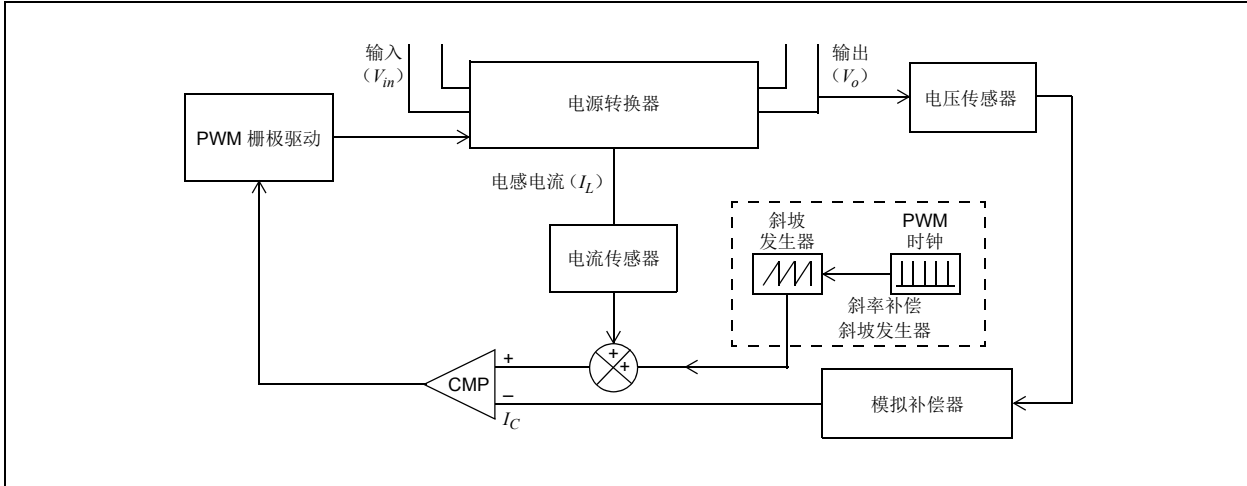 输入
（Vin）
输出
（Vo）
电源转换器
电压传感器
PWM 栅极驱动
电感电流（IL）
斜坡
发生器
PWM
时钟
电流传感器
斜率补偿
斜坡发生器
+
+
+
CMP
−
IC
模拟补偿器